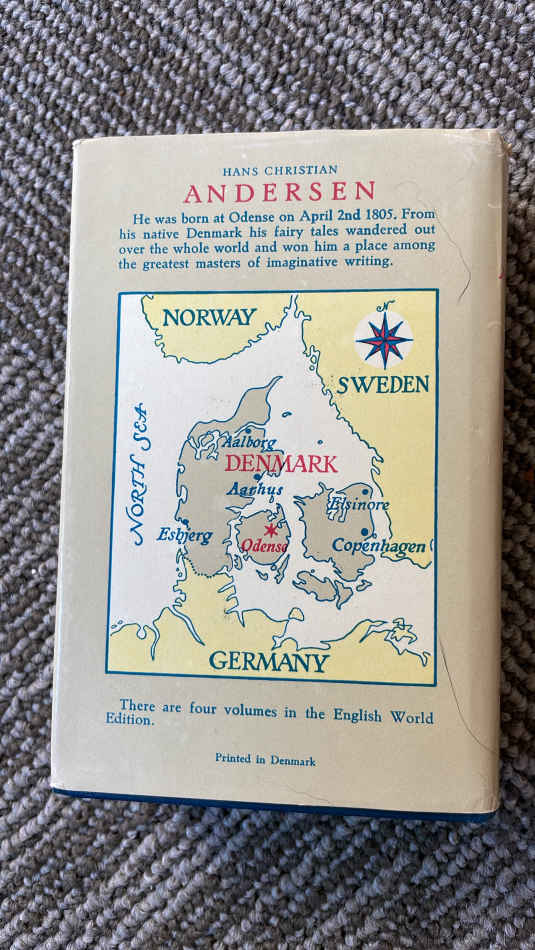 HANS CHRISTIAN
ANDERSEN
He was born at Odense on April 2nd 1805. From
his native Denmark his fairy tales wandered out
over the whole world and won him a place among
the greatest masters of imaginative writing.
N
NORWAY
SWEDEN
NORTH SEA
Aalborg
DENMARK
Aarhus
Elsinore
Esbjerg
Odense
Copenhagen
GERMANY
There are four volumes in the English World
Edition.
Printed in Denmark